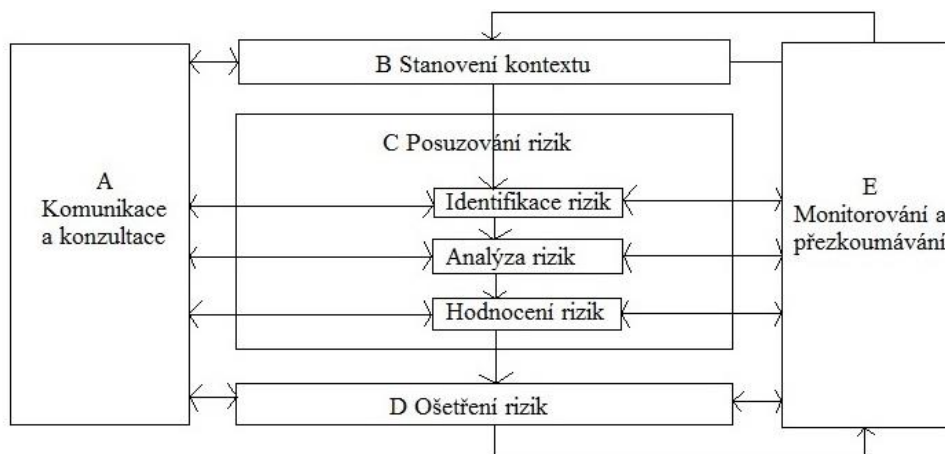 B Stanovení kontextu
C Posuzování rizik
A
Komunikace
a konzultace
Identifikace rizik
Analýza rizik
Hodnocení rizik
D Ošetření rizik
E
Monitorování a
přezkoumávání